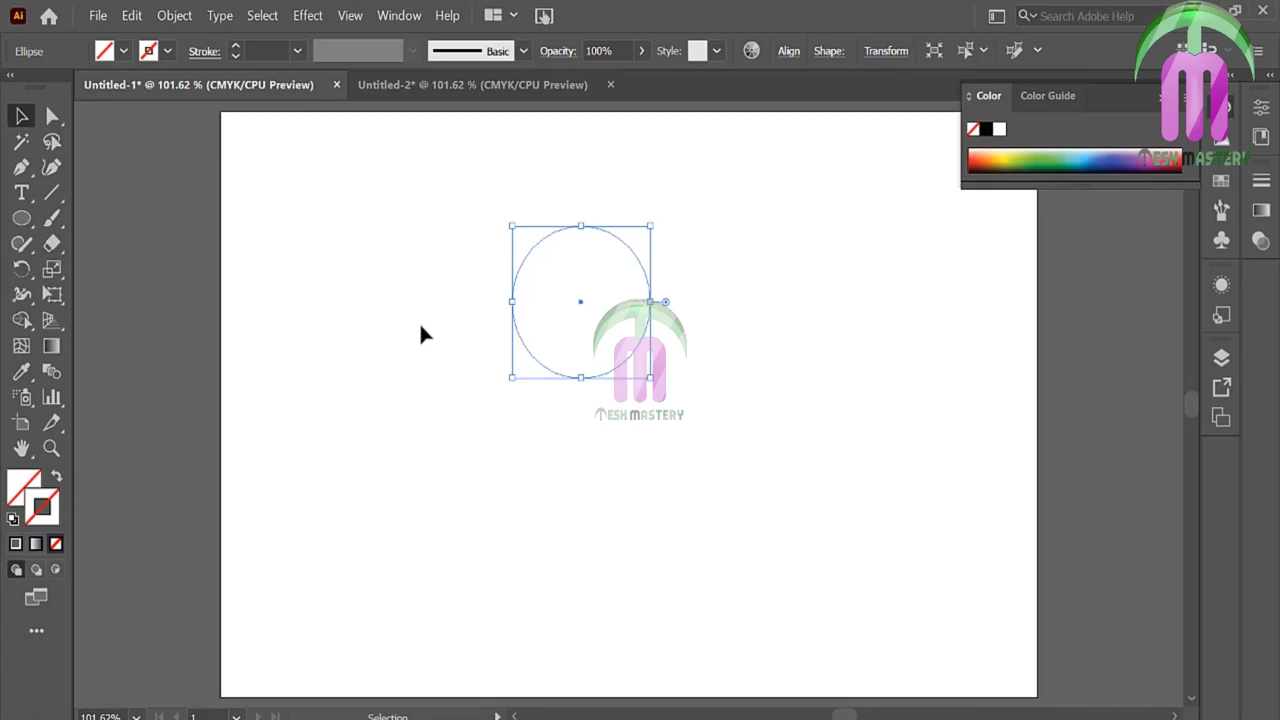 Ai File Edit Object Type Select Effect View Window Help Search Adobe Help
Ellipse Stroke: Basic Opacity: 100% Style: Align Shape: Transform
Untitled-1* @ 101.62 % (CMYK/CPU Preview) × Untitled-2* @ 101.62 % (CMYK/CPU Preview) ×
Color Color Guide
MESH MASTERY
MESH MASTERY
101.62% 1 Selection